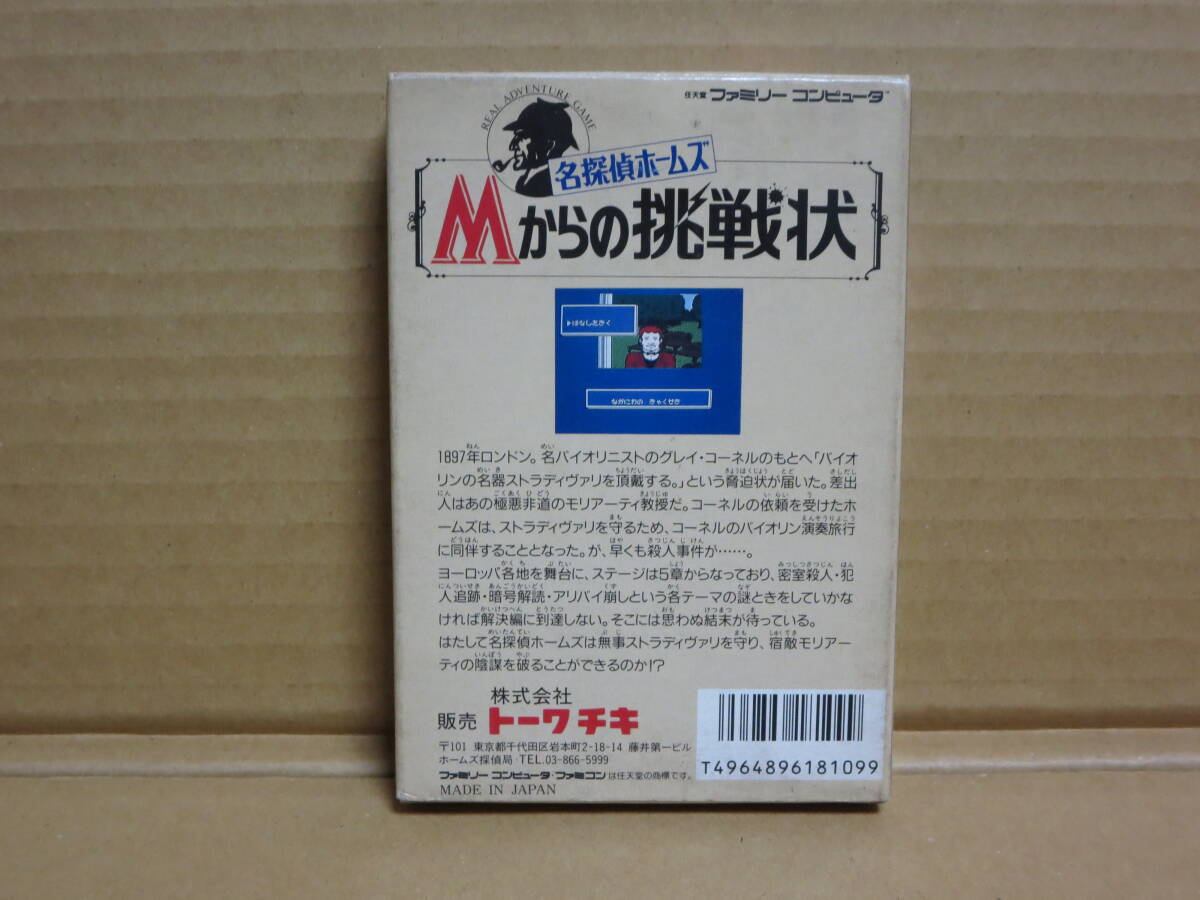 REAL ADVENTURE GAME
任天堂 ファミリー コンピュータ™
名探偵ホームズ
Mからの挑戦状
▶はなしをきく
なかにわの きゃくせき
1897年ロンドン。名バイオリニストのグレイ・コーネルのもとへ「バイオ
リンの名器ストラディヴァリを頂戴する。」という脅迫状が届いた。差出
人はあの極悪非道のモリアーティ教授だ。コーネルの依頼を受けたホ
ームズは、ストラディヴァリを守るため、コーネルのバイオリン演奏旅行
に同伴することとなった。が、早くも殺人事件が……。
ヨーロッパ各地を舞台に、ステージは5章からなっており、密室殺人・犯
人追跡・暗号解読・アリバイ崩しという各テーマの謎ときをしていかな
ければ解決編に到達しない。そこには思わぬ結末が待っている。
はたして名探偵ホームズは無事ストラディヴァリを守り、宿敵モリアー
ティの陰謀を破ることができるのか!?
株式会社
販売 トーワチキ
〒101 東京都千代田区岩本町2-18-14 藤井第一ビル
ホームズ探偵局・TEL.03-866-5999
ファミリーコンピュータ・ファミコンは任天堂の商標です。
MADE IN JAPAN
T4964896181099